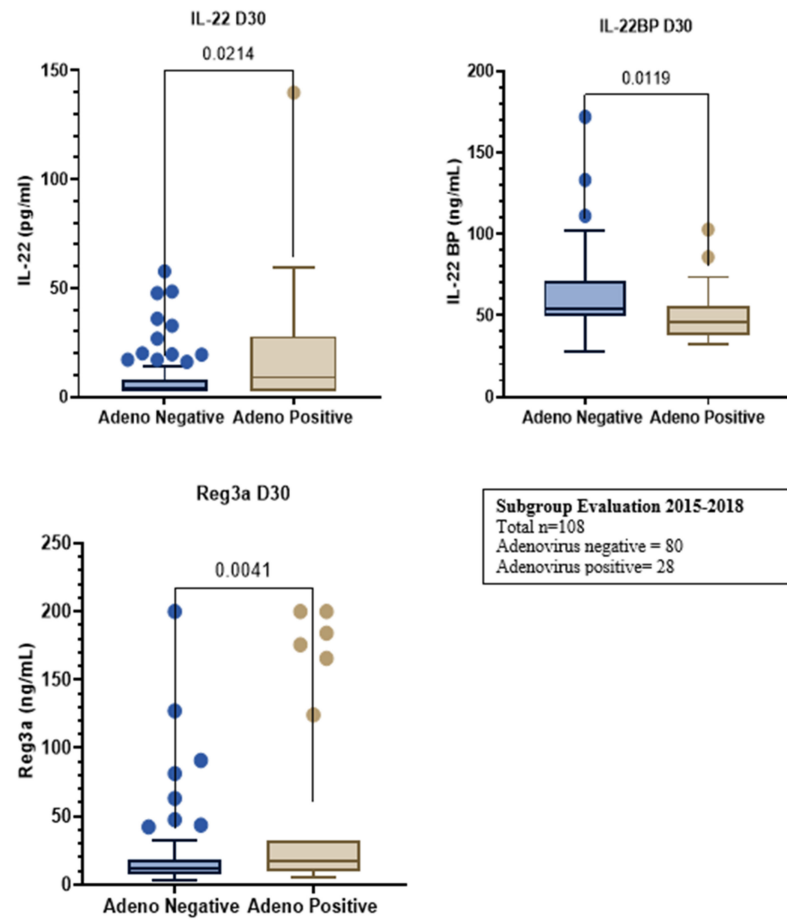 IL-22 D30
0.0214
150
100
50
0
IL-22 (pg/ml)
Adeno Negative Adeno Positive
IL-22BP D30
0.0119
200
150
100
50
0
IL-22 BP (ng/mL)
Adeno Negative Adeno Positive
Reg3a D30
0.0041
250
200
150
100
50
0
Reg3a (ng/mL)
Adeno Negative Adeno Positive
Subgroup Evaluation 2015-2018
Total n=108
Adenovirus negative = 80
Adenovirus positive= 28